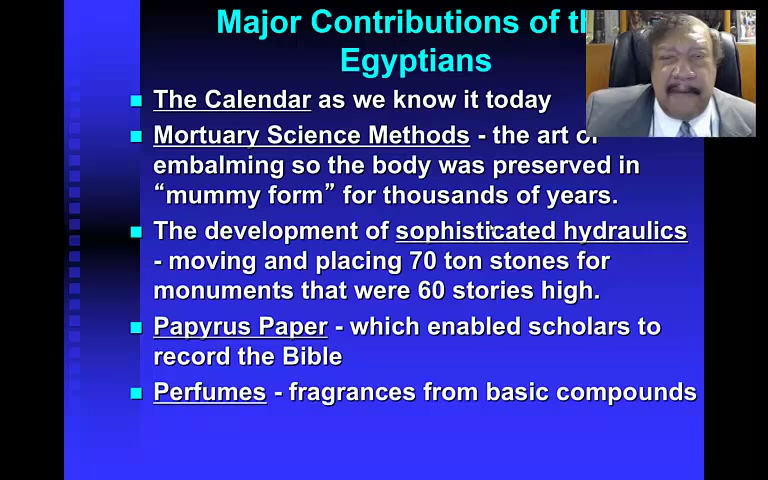 Major Contributions of th
Egyptians
The Calendar as we know it today
Mortuary Science Methods - the art of
embalming so the body was preserved in
“mummy form” for thousands of years.
The development of sophisticated hydraulics
- moving and placing 70 ton stones for
monuments that were 60 stories high.
Papyrus Paper - which enabled scholars to
record the Bible
Perfumes - fragrances from basic compounds